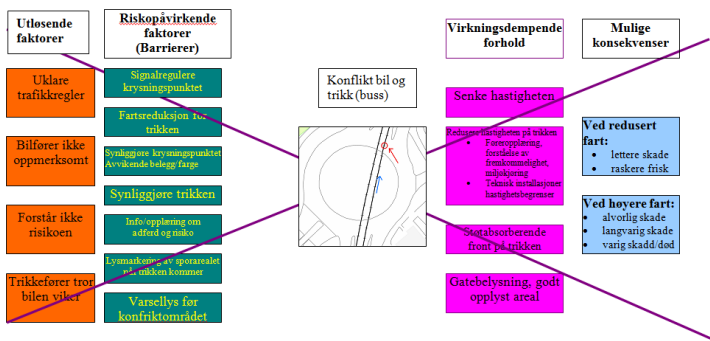 Utløsende
faktorer
Riskopåvirkende
faktorer
(Barrierer)
Virkningsdempende
forhold
Mulige
konsekvenser
Uklare
trafikkregler
Bilfører ikke
oppmerksomt
Forstår ikke
risikoen
Trikkefører tror
bilen viker
Signalregulere
krysningspunktet
Fartsreduksjon for
trikken
Synliggjøre krysningspunktet
Avvikende belegg/farge
Synliggjøre trikken
Info/opplæring om
adferd og risiko
Lysmarkering av sporarealet
når trikken kommer
Varsellys før
konfriktområdet
Konflikt bil og
trikk (buss)
Senke hastigheten
Redusere hastigheten på trikken
• Føreropplæring,
forståelse av
fremkommelighet,
miljøkjøring
• Teknisk installasjoner
hastighetsbegrenser
Støtabsorberende
front på trikken
Gatebelysning, godt
opplyst areal
Ved redusert
fart:
• lettere skade
• raskere frisk
Ved høyere fart:
• alvorlig skade
• langvarig skade
• varig skadd/død